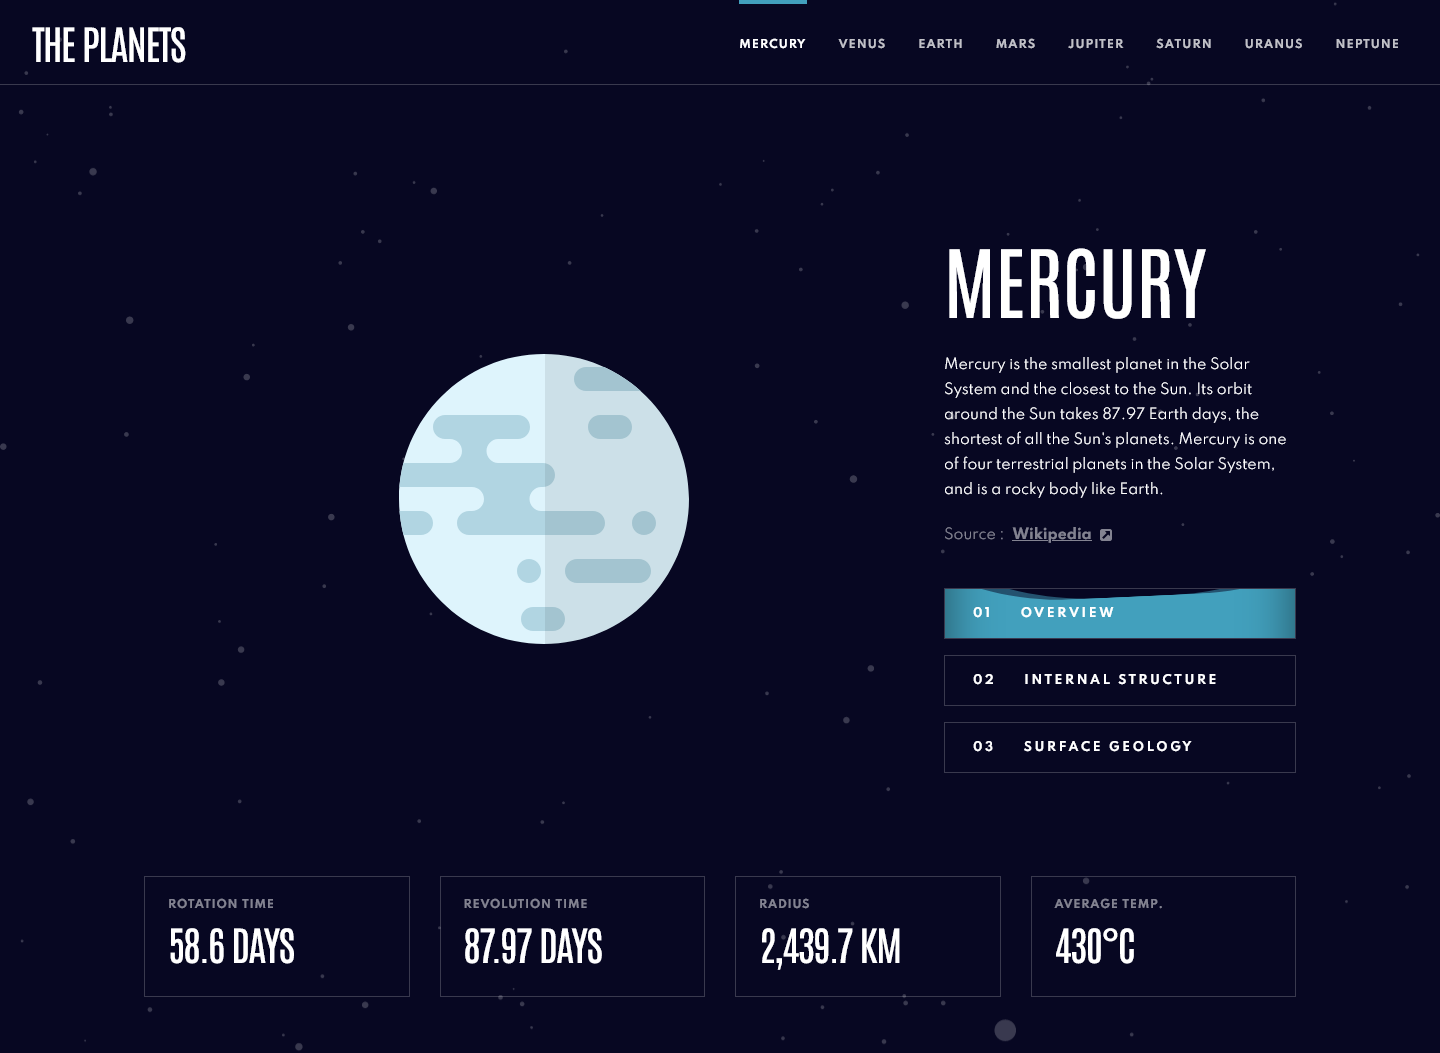 THE PLANETS
MERCURY VENUS EARTH MARS JUPITER SATURN URANUS NEPTUNE
MERCURY
Mercury is the smallest planet in the Solar
System and the closest to the Sun. Its orbit
around the Sun takes 87.97 Earth days, the
shortest of all the Sun's planets. Mercury is one
of four terrestrial planets in the Solar System,
and is a rocky body like Earth.
Source : Wikipedia
01 OVERVIEW
02 INTERNAL STRUCTURE
03 SURFACE GEOLOGY
ROTATION TIME
58.6 DAYS
REVOLUTION TIME
87.97 DAYS
RADIUS
2,439.7 KM
AVERAGE TEMP.
430°C